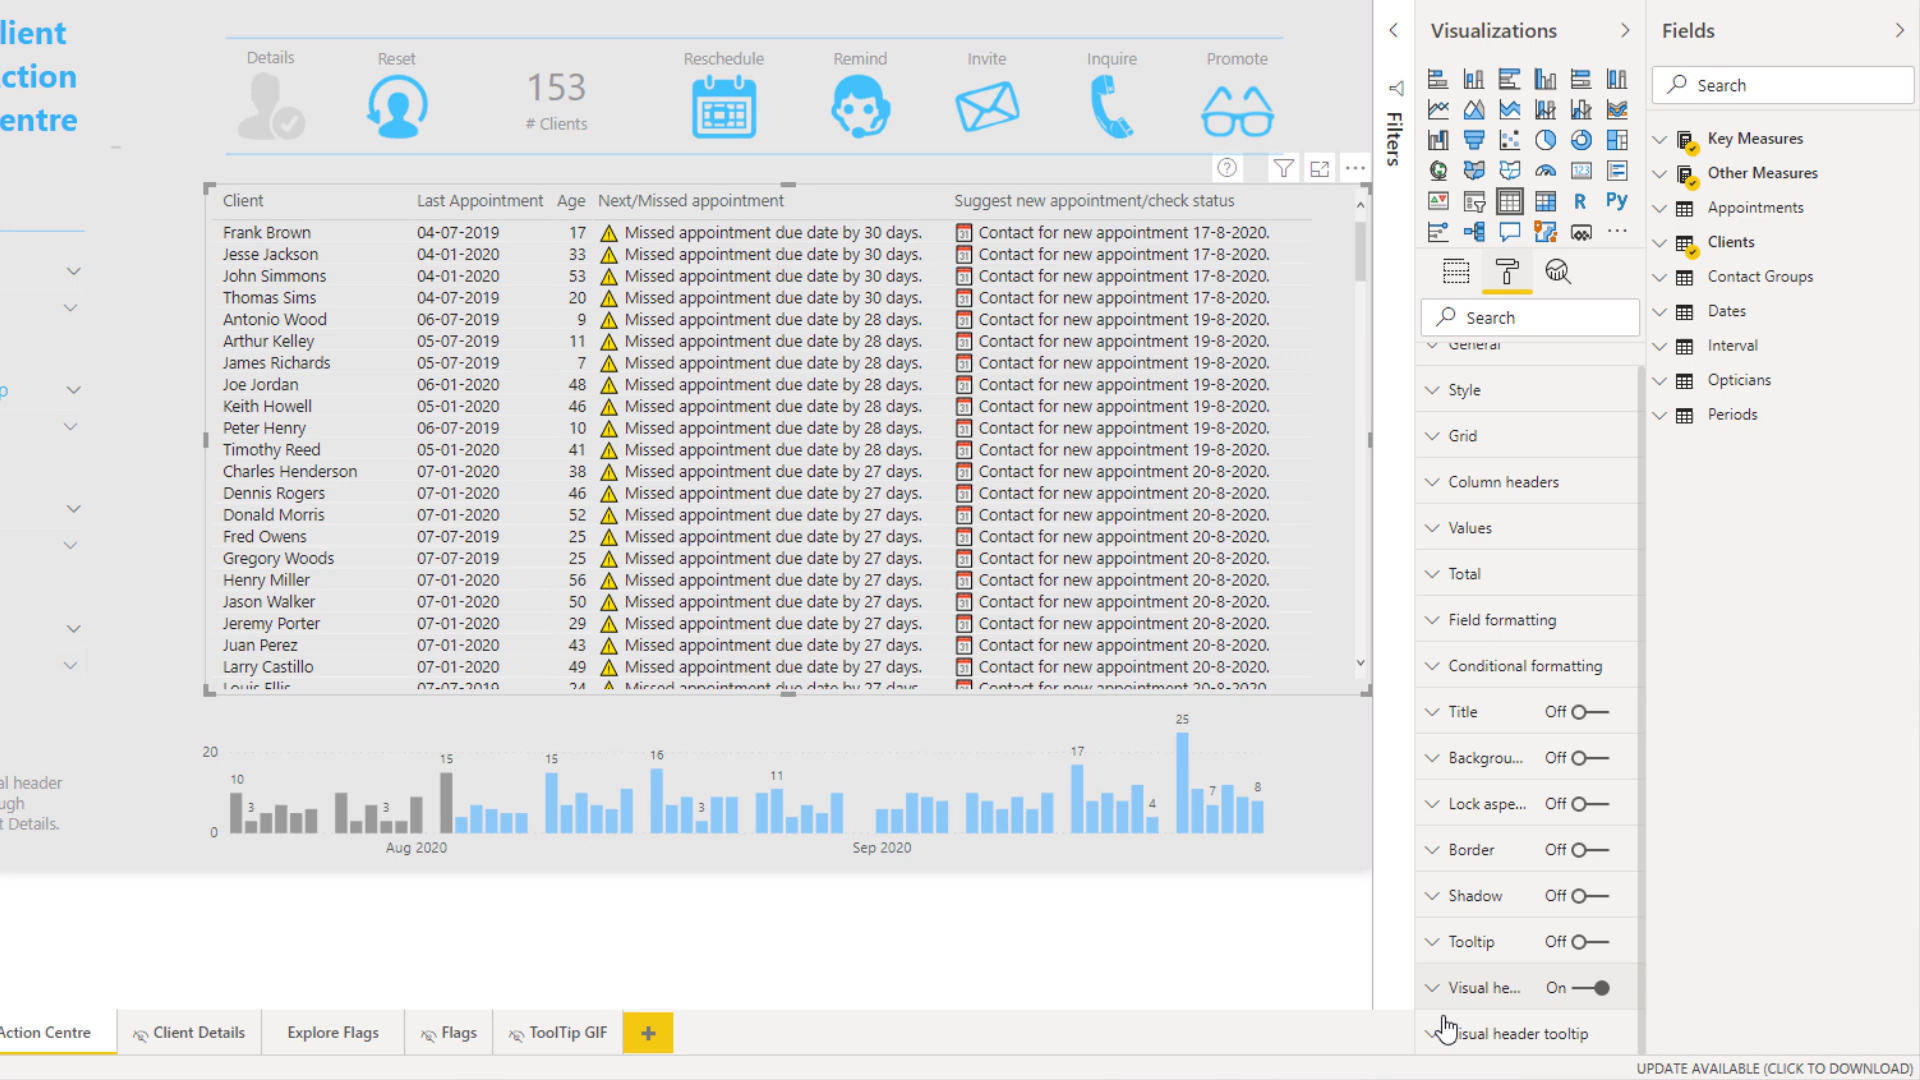 lient
ction
entre
Details
Reset
153
# Clients
Reschedule
Remind
Invite
Inquire
Promote
Client Last Appointment Age Next/Missed appointment Suggest new appointment/check status
Frank Brown 04-07-2019 17 Missed appointment due date by 30 days. Contact for new appointment 17-8-2020.
Jesse Jackson 04-01-2020 33 Missed appointment due date by 30 days. Contact for new appointment 17-8-2020.
John Simmons 04-01-2020 53 Missed appointment due date by 30 days. Contact for new appointment 17-8-2020.
Thomas Sims 04-07-2019 20 Missed appointment due date by 30 days. Contact for new appointment 17-8-2020.
Antonio Wood 06-07-2019 9 Missed appointment due date by 28 days. Contact for new appointment 19-8-2020.
Arthur Kelley 05-07-2019 11 Missed appointment due date by 28 days. Contact for new appointment 19-8-2020.
James Richards 05-07-2019 7 Missed appointment due date by 28 days. Contact for new appointment 19-8-2020.
Joe Jordan 06-01-2020 48 Missed appointment due date by 28 days. Contact for new appointment 19-8-2020.
Keith Howell 05-01-2020 46 Missed appointment due date by 28 days. Contact for new appointment 19-8-2020.
Peter Henry 06-07-2019 10 Missed appointment due date by 28 days. Contact for new appointment 19-8-2020.
Timothy Reed 05-01-2020 41 Missed appointment due date by 28 days. Contact for new appointment 19-8-2020.
Charles Henderson 07-01-2020 38 Missed appointment due date by 27 days. Contact for new appointment 20-8-2020.
Dennis Rogers 07-01-2020 46 Missed appointment due date by 27 days. Contact for new appointment 20-8-2020.
Donald Morris 07-01-2020 52 Missed appointment due date by 27 days. Contact for new appointment 20-8-2020.
Fred Owens 07-07-2019 25 Missed appointment due date by 27 days. Contact for new appointment 20-8-2020.
Gregory Woods 07-07-2019 25 Missed appointment due date by 27 days. Contact for new appointment 20-8-2020.
Henry Miller 07-01-2020 56 Missed appointment due date by 27 days. Contact for new appointment 20-8-2020.
Jason Walker 07-01-2020 50 Missed appointment due date by 27 days. Contact for new appointment 20-8-2020.
Jeremy Porter 07-01-2020 29 Missed appointment due date by 27 days. Contact for new appointment 20-8-2020.
Juan Perez 07-01-2020 43 Missed appointment due date by 27 days. Contact for new appointment 20-8-2020.
Larry Castillo 07-01-2020 49 Missed appointment due date by 27 days. Contact for new appointment 20-8-2020.
Louis Ellis 07-07-2019 24 Missed appointment due date by 27 days. Contact for new appointment 20-8-2020.
p
al header
ugh
t Details.
20
0
10
3
3
15
15
16
3
11
17
4
25
7
8
Aug 2020
Sep 2020
Action Centre
Client Details
Explore Flags
Flags
ToolTip GIF
+
Filters
Visualizations
123
R
Py
Search
General
Style
Grid
Column headers
Values
Total
Field formatting
Conditional formatting
Title Off
Backgrou... Off
Lock aspe... Off
Border Off
Shadow Off
Tooltip Off
Visual he... On
isual header tooltip
Fields
Search
Key Measures
Other Measures
Appointments
Clients
Contact Groups
Dates
Interval
Opticians
Periods
UPDATE AVAILABLE (CLICK TO DOWNLOAD)